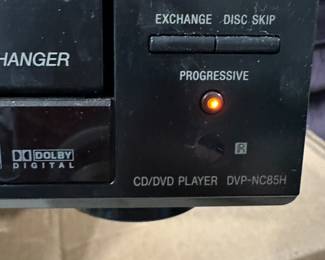 EXCHANGE DISC SKIP
HANGER
PROGRESSIVE
R
DOLBY
DIGITAL
CD/DVD PLAYER DVP-NC85H